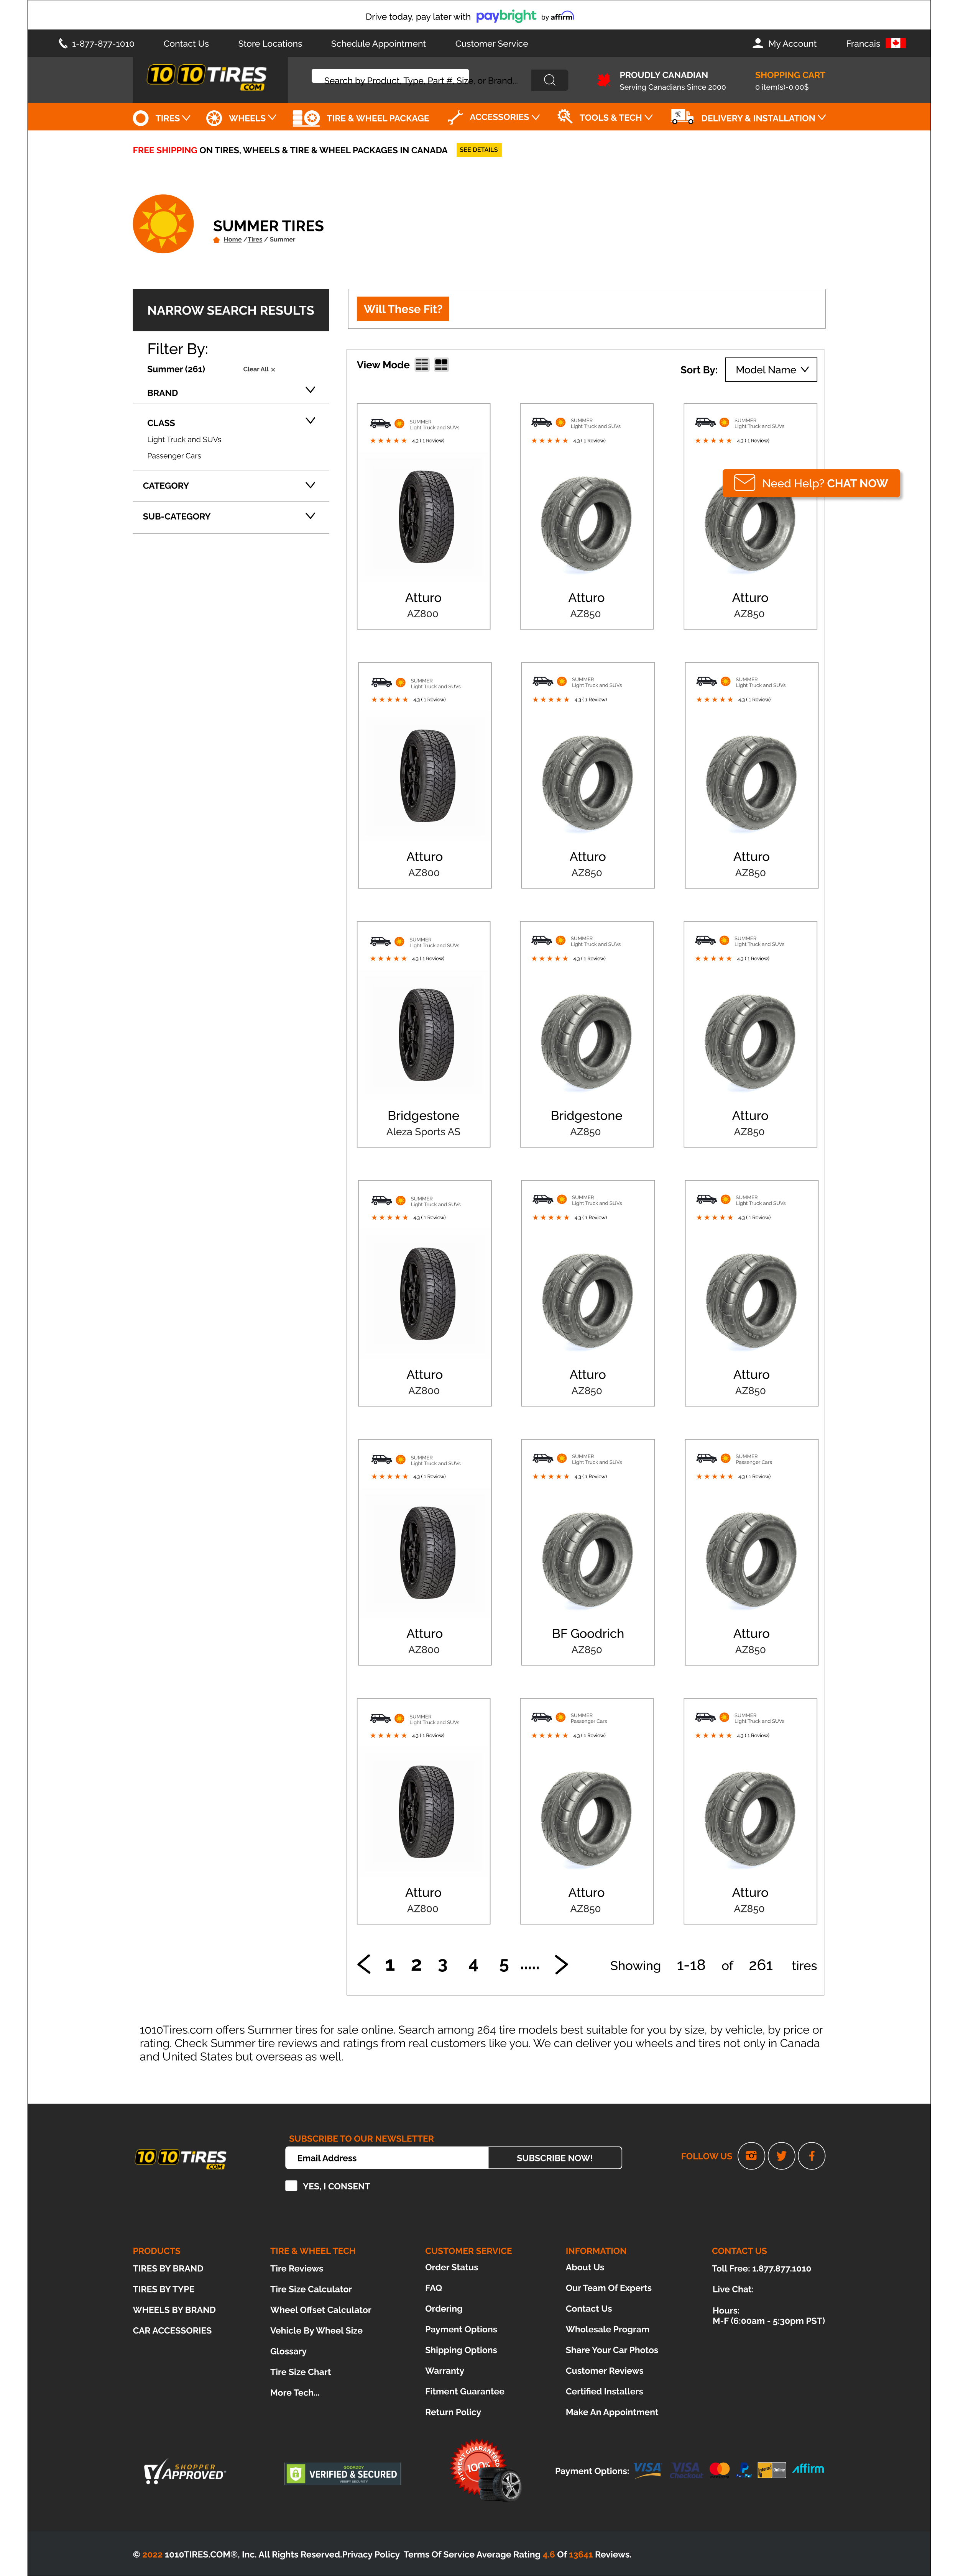 Drive today, pay later with paybright by affirm
1-877-877-1010 Contact Us Store Locations Schedule Appointment Customer Service My Account Francais
1010TIRES .COM
Search by Product, Type, Part #, Size, or Brand...
PROUDLY CANADIAN
Serving Canadians Since 2000
SHOPPING CART
0 item(s)-0,00$
TIRES WHEELS TIRE & WHEEL PACKAGE ACCESSORIES TOOLS & TECH DELIVERY & INSTALLATION
FREE SHIPPING ON TIRES, WHEELS & TIRE & WHEEL PACKAGES IN CANADA SEE DETAILS
SUMMER TIRES
Home /Tires / Summer
NARROW SEARCH RESULTS
Filter By:
Summer (261) Clear All x
BRAND
CLASS
Light Truck and SUVs
Passenger Cars
CATEGORY
SUB-CATEGORY
Will These Fit?
View Mode
Sort By: Model Name
SUMMER
Light Truck and SUVs
4.3 ( 1 Review)
Atturo
AZ800
SUMMER
Light Truck and SUVs
4.3 ( 1 Review)
Atturo
AZ850
SUMMER
Light Truck and SUVs
4.3 ( 1 Review)
Need Help? CHAT NOW
Atturo
AZ850
SUMMER
Light Truck and SUVs
4.3 ( 1 Review)
Atturo
AZ800
SUMMER
Light Truck and SUVs
4.3 ( 1 Review)
Atturo
AZ850
SUMMER
Light Truck and SUVs
4.3 ( 1 Review)
Atturo
AZ850
SUMMER
Light Truck and SUVs
4.3 ( 1 Review)
Bridgestone
Aleza Sports AS
SUMMER
Light Truck and SUVs
4.3 ( 1 Review)
Bridgestone
AZ850
SUMMER
Light Truck and SUVs
4.3 ( 1 Review)
Atturo
AZ850
SUMMER
Light Truck and SUVs
4.3 ( 1 Review)
Atturo
AZ800
SUMMER
Light Truck and SUVs
4.3 ( 1 Review)
Atturo
AZ850
SUMMER
Light Truck and SUVs
4.3 ( 1 Review)
Atturo
AZ850
SUMMER
Light Truck and SUVs
4.3 ( 1 Review)
Atturo
AZ800
SUMMER
Light Truck and SUVs
4.3 ( 1 Review)
BF Goodrich
AZ850
SUMMER
Passenger Cars
4.3 ( 1 Review)
Atturo
AZ850
SUMMER
Light Truck and SUVs
4.3 ( 1 Review)
Atturo
AZ800
SUMMER
Passenger Cars
4.3 ( 1 Review)
Atturo
AZ850
SUMMER
Light Truck and SUVs
4.3 ( 1 Review)
Atturo
AZ850
1 2 3 4 5 ..... Showing 1-18 of 261 tires
1010Tires.com offers Summer tires for sale online. Search among 264 tire models best suitable for you by size, by vehicle, by price or
rating. Check Summer tire reviews and ratings from real customers like you. We can deliver you wheels and tires not only in Canada
and United States but overseas as well.
1010TIRES .COM
SUBSCRIBE TO OUR NEWSLETTER
Email Address SUBSCRIBE NOW!
YES, I CONSENT
FOLLOW US
PRODUCTS
TIRES BY BRAND
TIRES BY TYPE
WHEELS BY BRAND
CAR ACCESSORIES
TIRE & WHEEL TECH
Tire Reviews
Tire Size Calculator
Wheel Offset Calculator
Vehicle By Wheel Size
Glossary
Tire Size Chart
More Tech...
CUSTOMER SERVICE
Order Status
FAQ
Ordering
Payment Options
Shipping Options
Warranty
Fitment Guarantee
Return Policy
INFORMATION
About Us
Our Team Of Experts
Contact Us
Wholesale Program
Share Your Car Photos
Customer Reviews
Certified Installers
Make An Appointment
CONTACT US
Toll Free: 1.877.877.1010
Live Chat:
Hours:
M-F (6:00am - 5:30pm PST)
SHOPPER
APPROVED
VERIFIED & SECURED
100%
Payment Options: VISA VISA Checkout affirm
© 2022 1010TIRES.COM®, Inc. All Rights Reserved.Privacy Policy Terms Of Service Average Rating 4.6 Of 13641 Reviews.